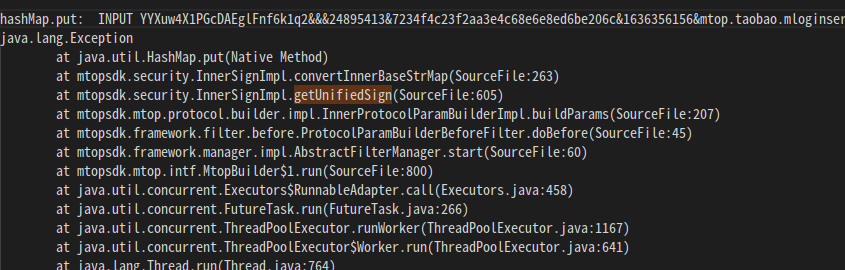 hashMap.put:  INPUT YYXuw4X1PGcDAEglFnf6k1q2&&&24895413&7234f4c23f2aa3e4c68e6e8ed6be206c&1636356156&mtop.taobao.mloginser
java.lang.Exception
        at java.util.HashMap.put(Native Method)
        at mtopsdk.security.InnerSignImpl.convertInnerBaseStrMap(SourceFile:263)
        at mtopsdk.security.InnerSignImpl.getUnifiedSign(SourceFile:605)
        at mtopsdk.mtop.protocol.builder.impl.InnerProtocolParamBuilderImpl.buildParams(SourceFile:207)
        at mtopsdk.framework.filter.before.ProtocolParamBuilderBeforeFilter.doBefore(SourceFile:45)
        at mtopsdk.framework.manager.impl.AbstractFilterManager.start(SourceFile:60)
        at mtopsdk.mtop.intf.MtopBuilder$1.run(SourceFile:800)
        at java.util.concurrent.Executors$RunnableAdapter.call(Executors.java:458)
        at java.util.concurrent.FutureTask.run(FutureTask.java:266)
        at java.util.concurrent.ThreadPoolExecutor.runWorker(ThreadPoolExecutor.java:1167)
        at java.util.concurrent.ThreadPoolExecutor$Worker.run(ThreadPoolExecutor.java:641)
        at java.lang.Thread.run(Thread.java:764)